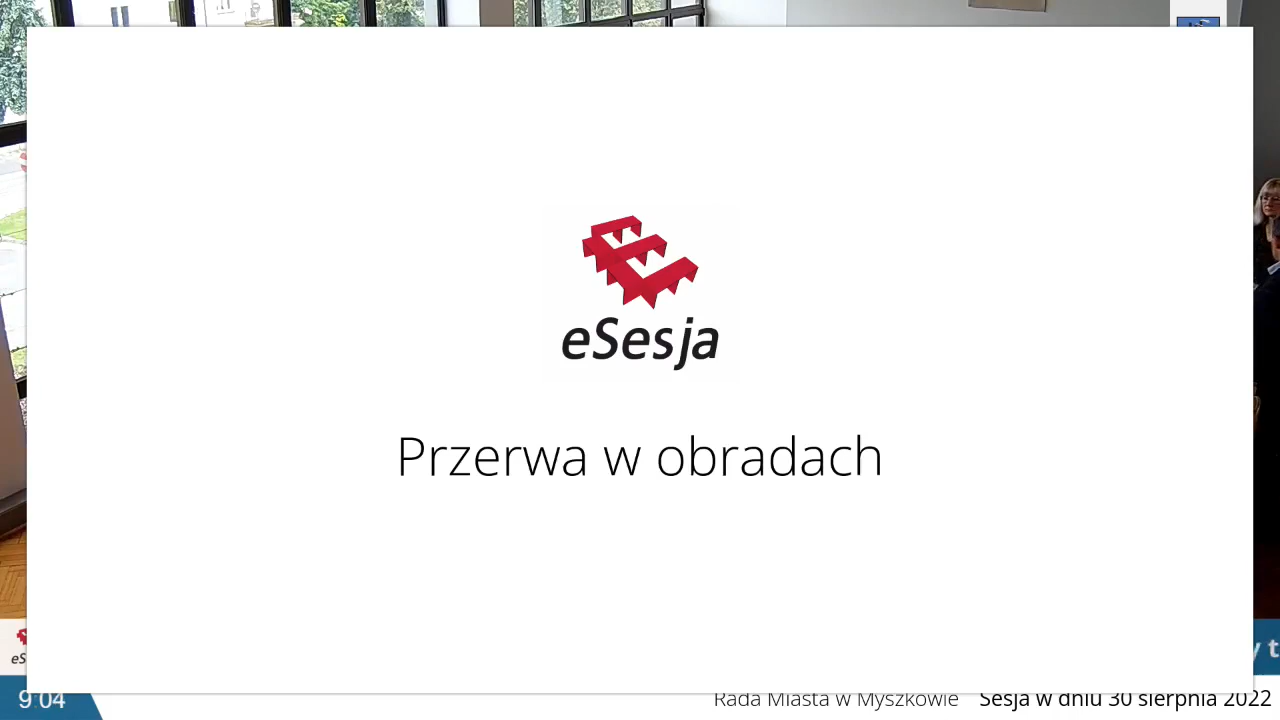 eSesja
Przerwa w obradach
9:04
Rada Miasta w Myszkowie
Sesja w dniu 30 sierpnia 2022